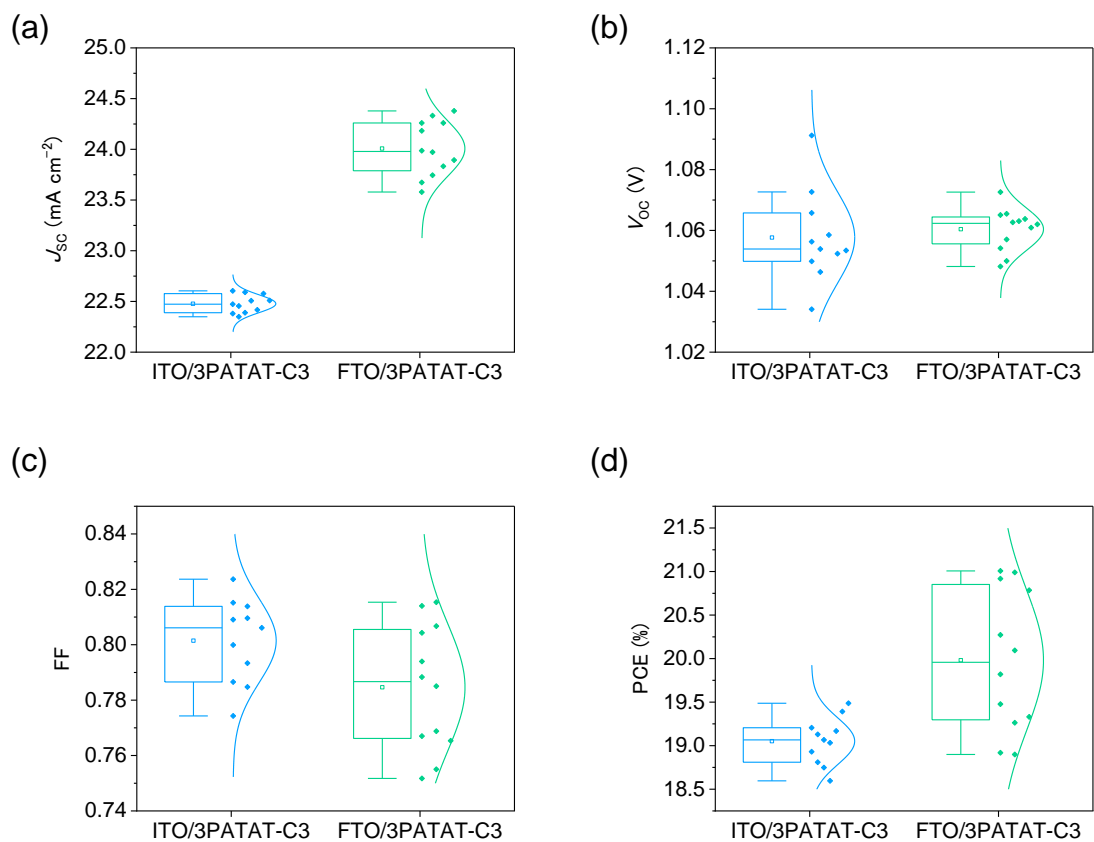 (a)
25.0
24.5
24.0
23.5
23.0
22.5
22.0
J_SC (mA cm⁻²)
ITO/3PATAT-C3
FTO/3PATAT-C3
(b)
1.12
1.10
1.08
1.06
1.04
1.02
V_OC (V)
ITO/3PATAT-C3
FTO/3PATAT-C3
(c)
0.84
0.82
0.80
0.78
0.76
0.74
FF
ITO/3PATAT-C3
FTO/3PATAT-C3
(d)
21.5
21.0
20.5
20.0
19.5
19.0
18.5
PCE (%)
ITO/3PATAT-C3
FTO/3PATAT-C3